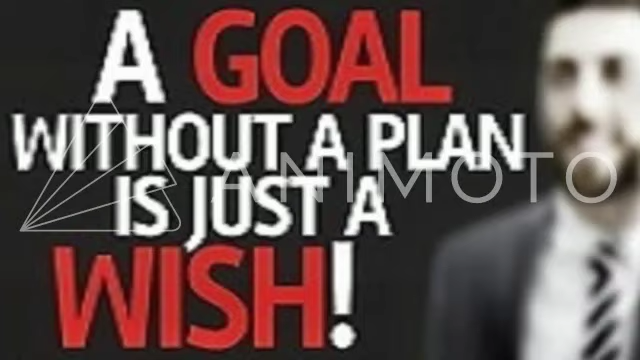 A GOAL
WITHOUT A PLAN
IS JUST A
WISH!
ANIMOTO